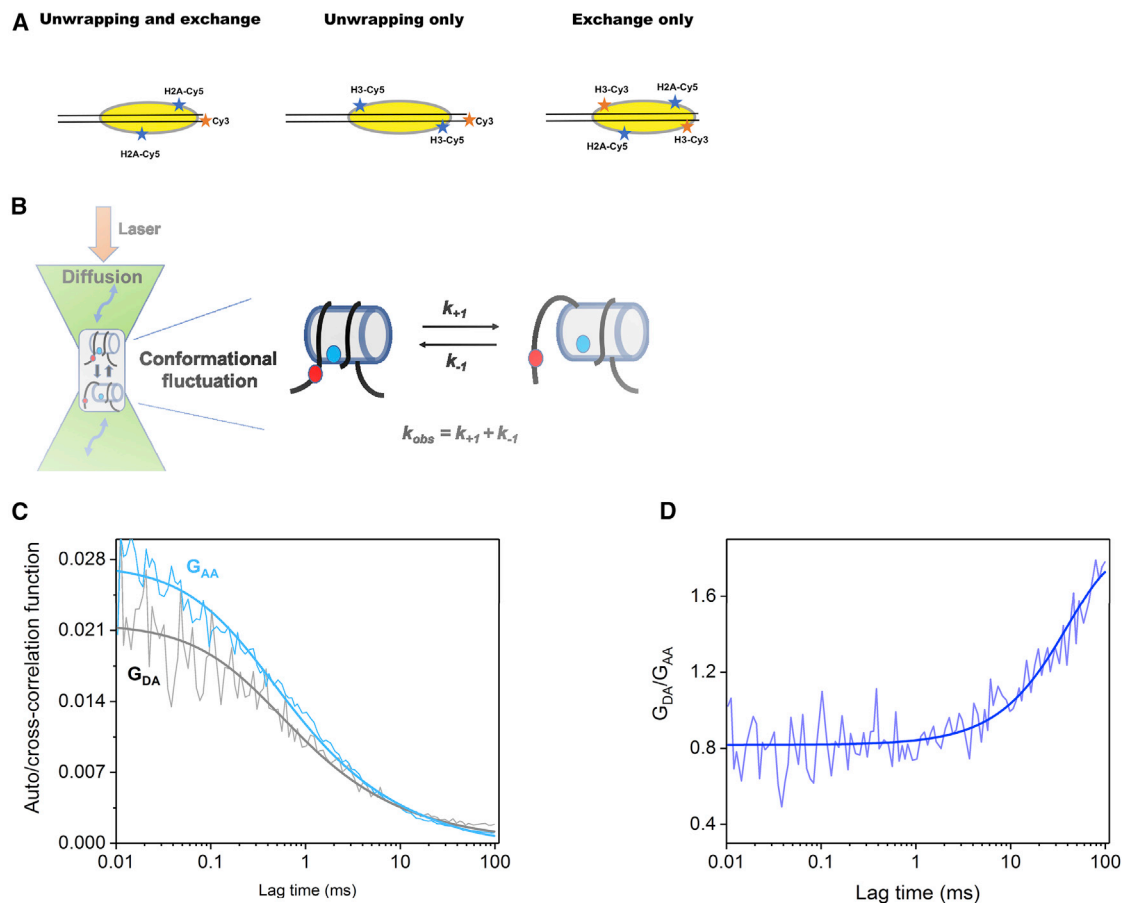 A
Unwrapping and exchange
Unwrapping only
Exchange only
H2A-Cy5
Cy3
H2A-Cy5
H3-Cy5
Cy3
H3-Cy5
H3-Cy3
H2A-Cy5
H2A-Cy5
H3-Cy3
B
Laser
Diffusion
Conformational
fluctuation
k+1
k-1
kobs = k+1 + k-1
C
Auto/cross-correlation function
0.028
0.021
0.014
0.007
0.000
GAA
GDA
0.01
0.1
1
10
100
Lag time (ms)
D
GDA/GAA
1.6
1.2
0.8
0.4
0.01
0.1
1
10
100
Lag time (ms)